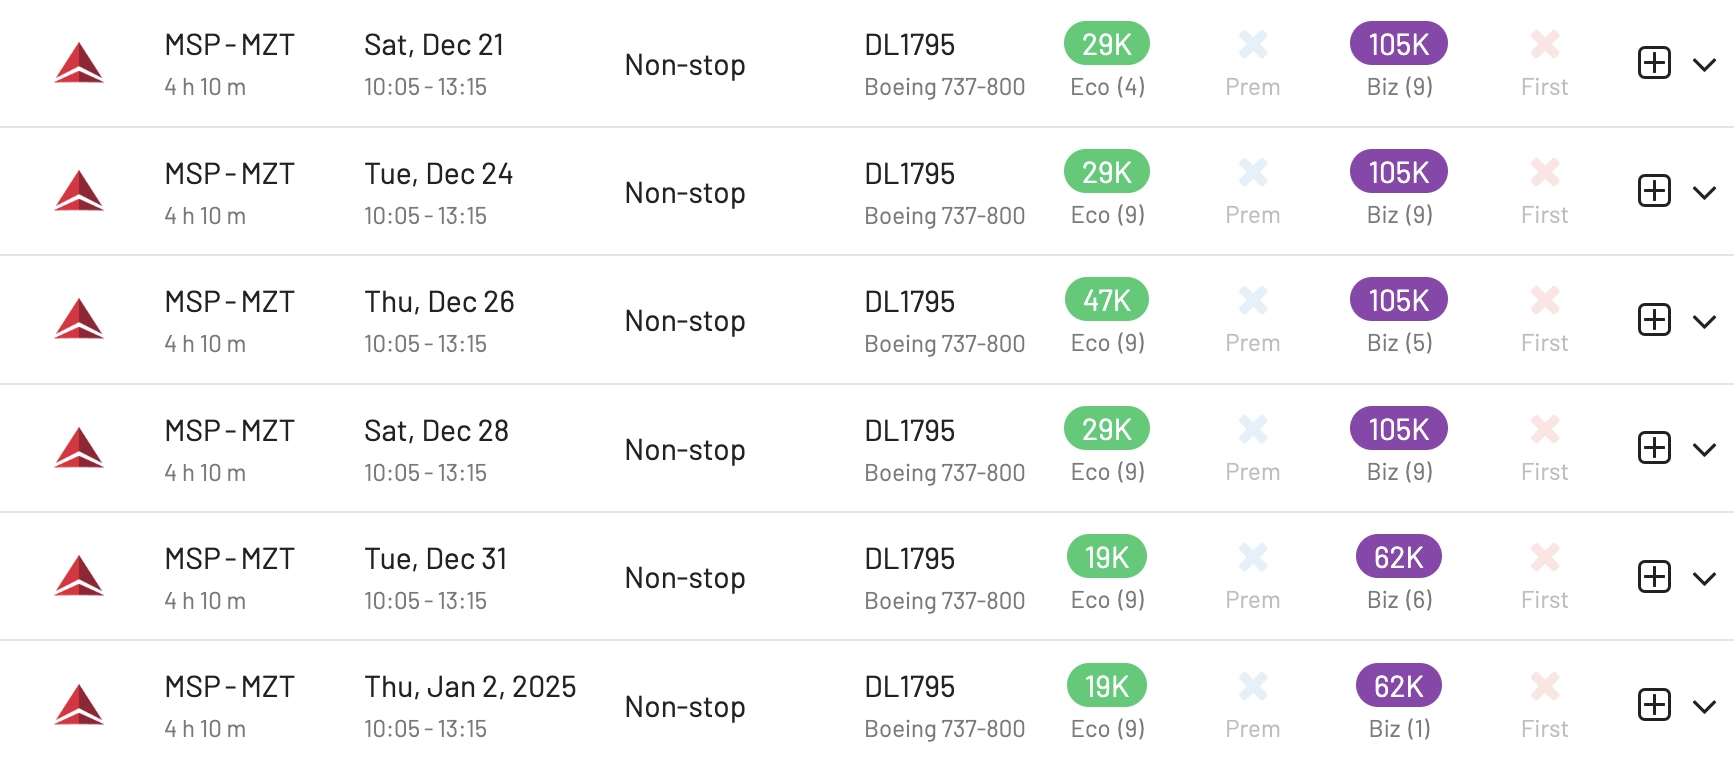 MSP - MZT Sat, Dec 21 Non-stop DL1795 29K 105K
4 h 10 m 10:05 - 13:15 Boeing 737-800 Eco (4) Prem Biz (9) First
MSP - MZT Tue, Dec 24 Non-stop DL1795 29K 105K
4 h 10 m 10:05 - 13:15 Boeing 737-800 Eco (9) Prem Biz (9) First
MSP - MZT Thu, Dec 26 Non-stop DL1795 47K 105K
4 h 10 m 10:05 - 13:15 Boeing 737-800 Eco (9) Prem Biz (5) First
MSP - MZT Sat, Dec 28 Non-stop DL1795 29K 105K
4 h 10 m 10:05 - 13:15 Boeing 737-800 Eco (9) Prem Biz (9) First
MSP - MZT Tue, Dec 31 Non-stop DL1795 19K 62K
4 h 10 m 10:05 - 13:15 Boeing 737-800 Eco (9) Prem Biz (6) First
MSP - MZT Thu, Jan 2, 2025 Non-stop DL1795 19K 62K
4 h 10 m 10:05 - 13:15 Boeing 737-800 Eco (9) Prem Biz (1) First